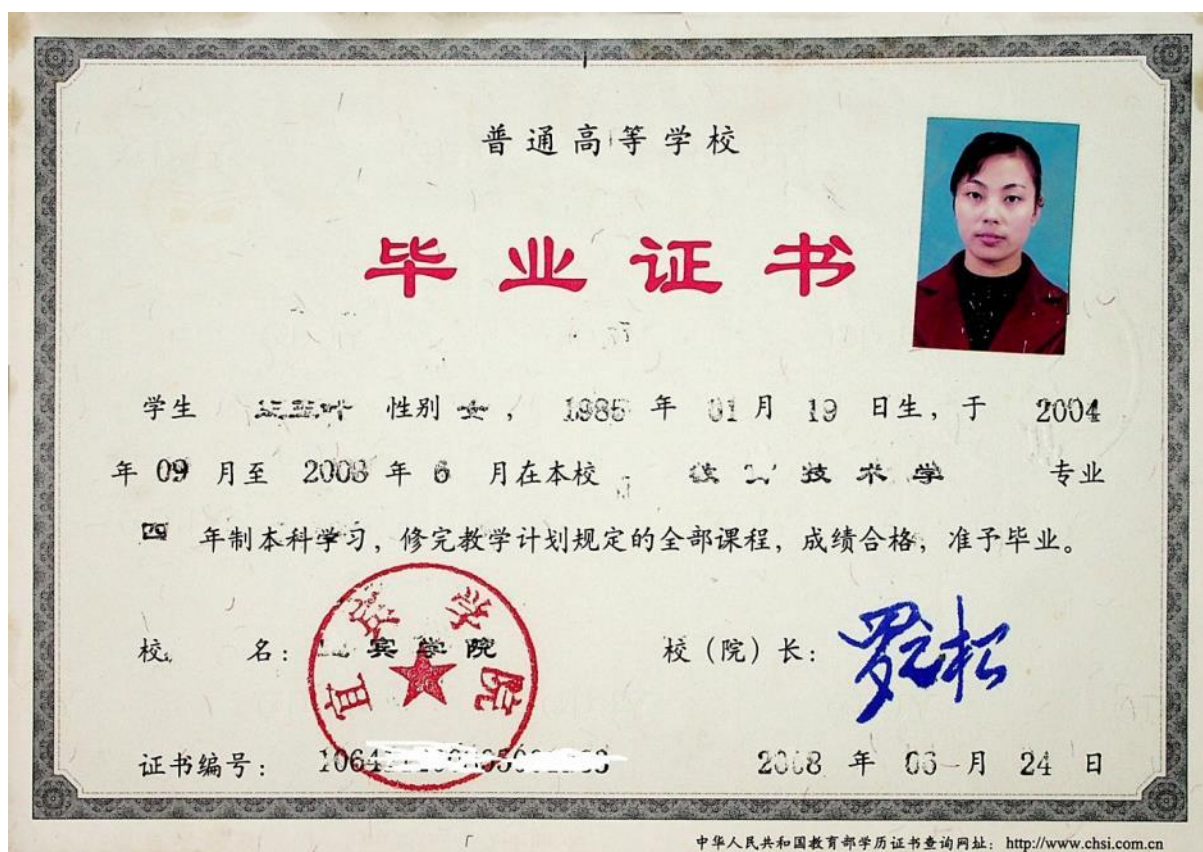 普通高等学校
毕业证书
学生 性别 女，1985 年 01 月 19 日生，于 2004
年 09 月至 2008 年 6 月在本校 技术学 专业
四 年制本科学习，修完教学计划规定的全部课程，成绩合格，准予毕业。
校 名：宾学院 校（院）长：
宜宾学院
证书编号：
2008 年 06 月 24 日
中华人民共和国教育部学历证书查询网址：http://www.chsi.com.cn